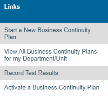 Links
Start a New Business Continuity
Plan
View All Business Continuity Plans
for my Department/Unit
Record Test Results
Activate a Business Continuity Plan